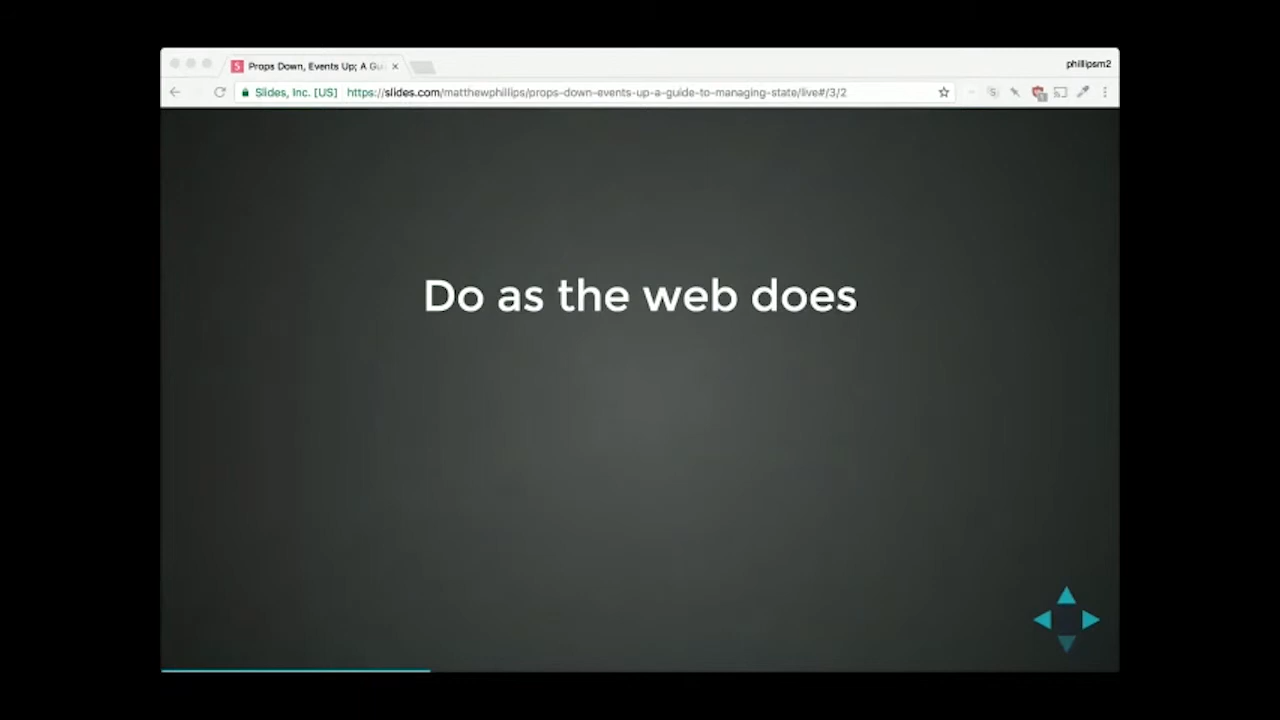 S Props Down, Events Up; A Gui
phillipsm2
Slides, Inc. [US] https://slides.com/matthewphillips/props-down-events-up-a-guide-to-managing-state/live#/3/2
Do as the web does